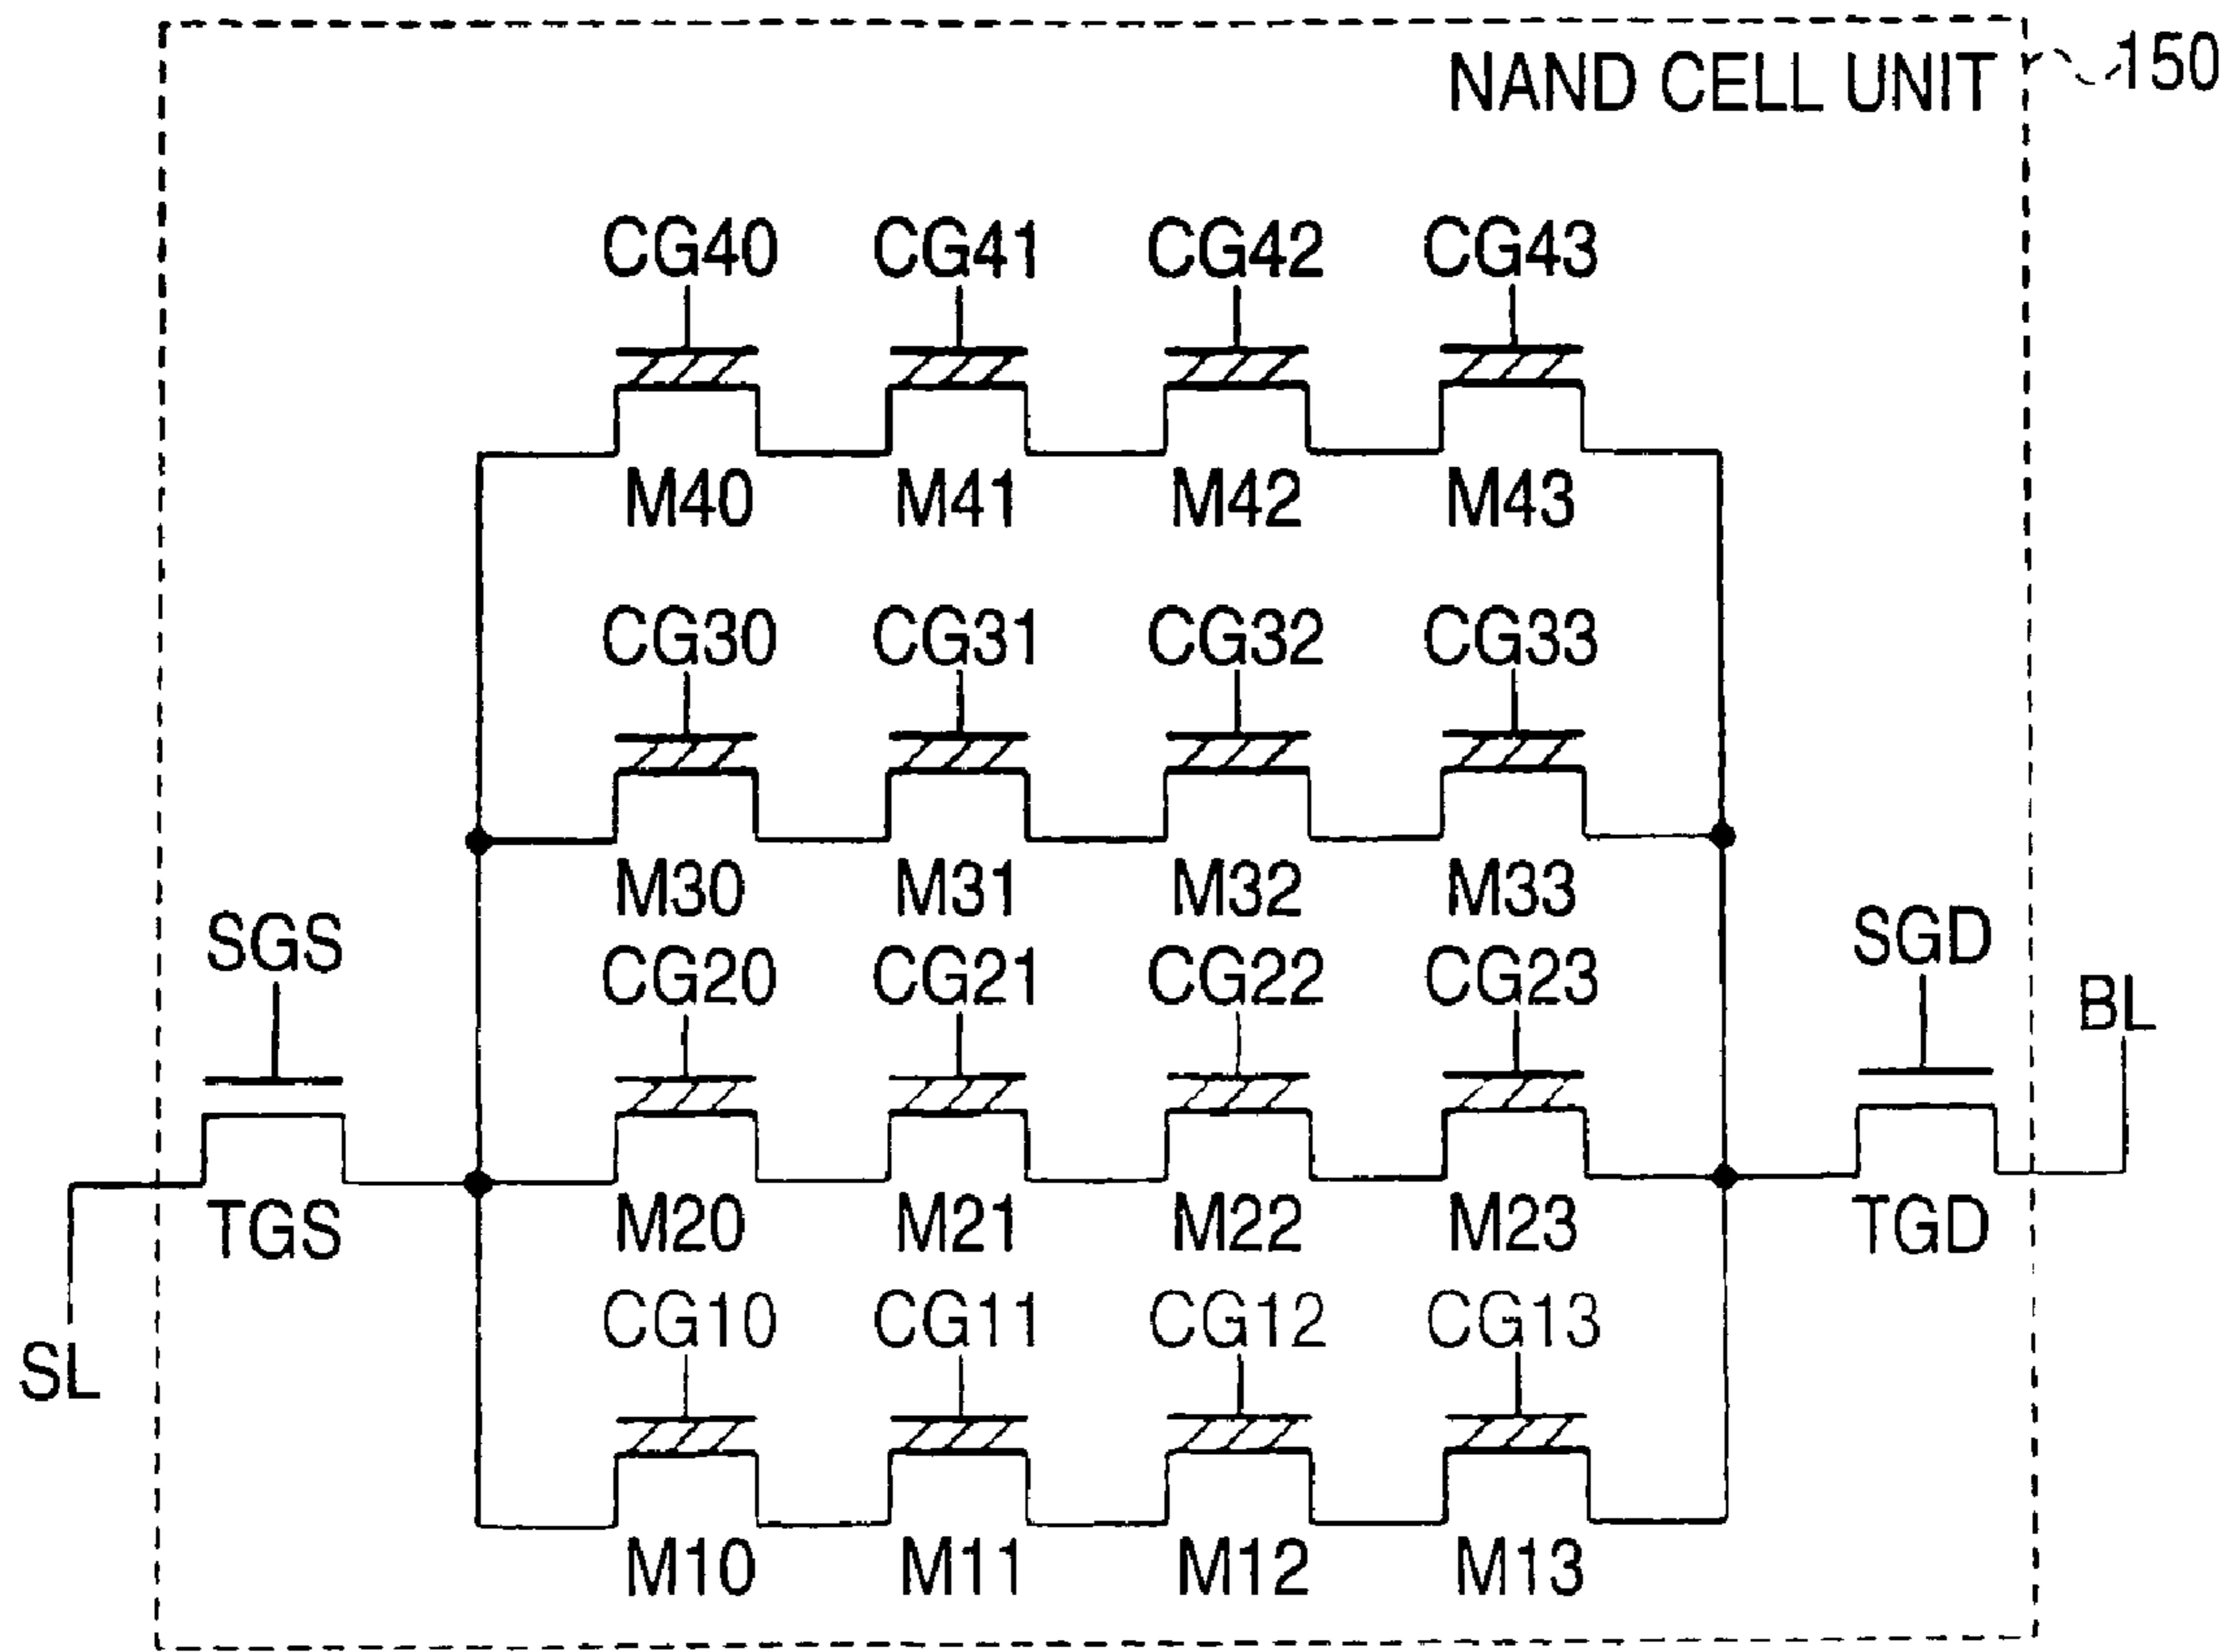 NAND CELL UNIT 150
CG40 CG41 CG42 CG43
M40 M41 M42 M43
CG30 CG31 CG32 CG33
M30 M31 M32 M33
SGS SGD
CG20 CG21 CG22 CG23
BL
M20 M21 M22 M23
TGS TGD
CG10 CG11 CG12 CG13
SL
M10 M11 M12 M13